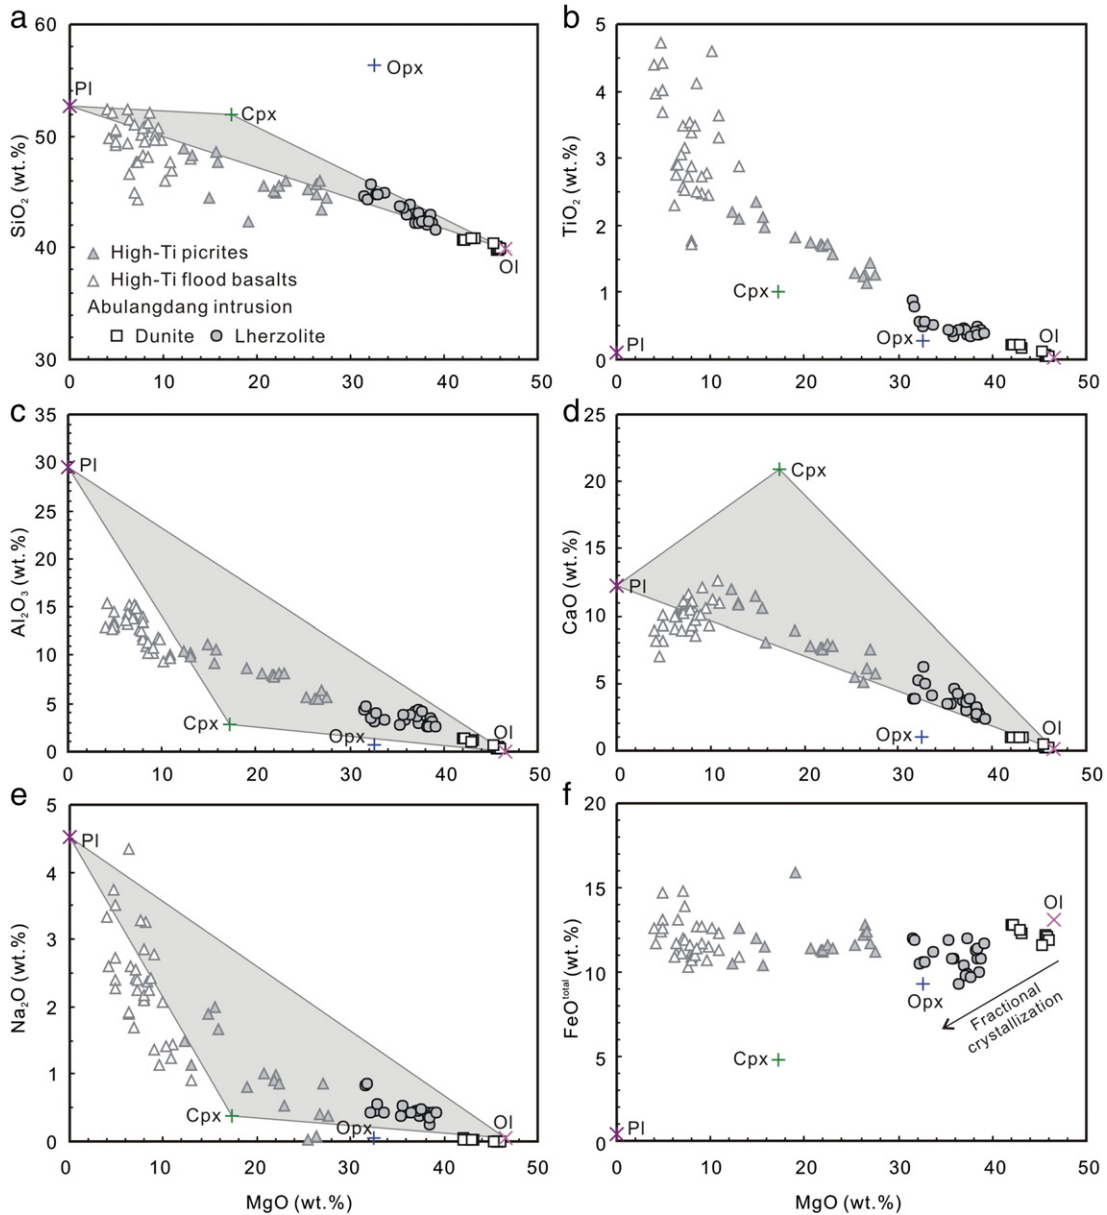 a
60
50
40
30
SiO₂ (wt.%)
Pl
Cpx
Opx
Ol
High-Ti picrites
High-Ti flood basalts
Abulangdang intrusion
Dunite
Lherzolite
0 10 20 30 40 50
b
5
4
3
2
1
0
TiO₂ (wt.%)
Cpx
Opx
Ol
Pl
0 10 20 30 40 50
c
35
30
25
20
15
10
5
0
Al₂O₃ (wt.%)
Pl
Cpx
Opx
Ol
0 10 20 30 40 50
d
25
20
15
10
5
0
CaO (wt.%)
Cpx
Pl
Opx
Ol
0 10 20 30 40 50
e
5
4
3
2
1
0
Na₂O (wt.%)
Pl
Cpx
Opx
Ol
0 10 20 30 40 50
MgO (wt.%)
f
20
15
10
5
0
FeOᵗᵒᵗᵃˡ (wt.%)
Ol
Opx
Fractional
crystallization
Cpx
Pl
0 10 20 30 40 50
MgO (wt.%)